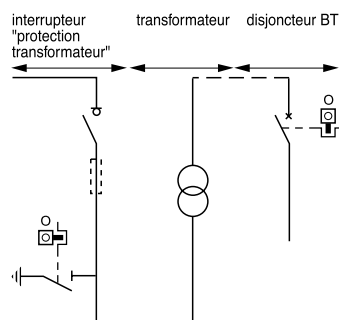 interrupteur
"protection
transformateur"
transformateur
disjoncteur BT
O
O